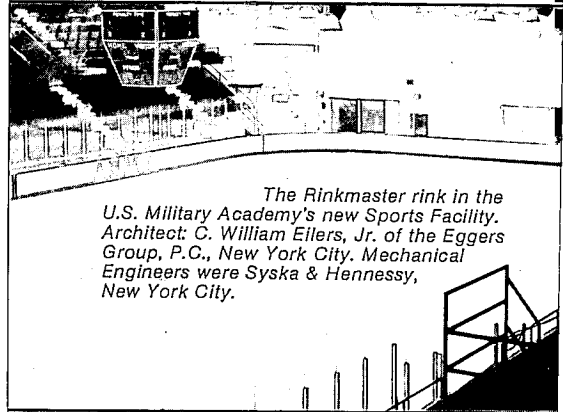 The Rinkmaster rink in the
U.S. Military Academy's new Sports Facility.
Architect: C. William Eilers, Jr. of the Eggers
Group, P.C., New York City. Mechanical
Engineers were Syska & Hennessy,
New York City.